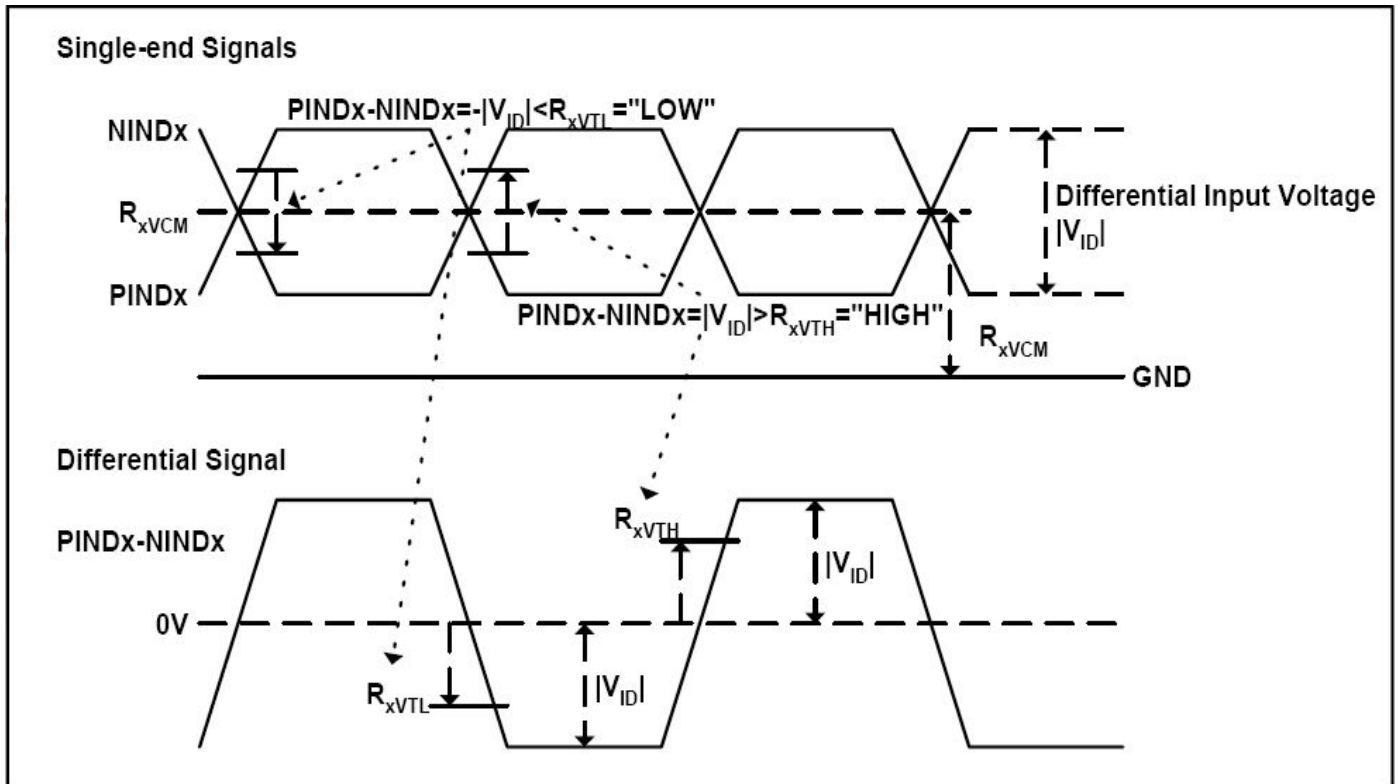 Single-end Signals
PINDx-NINDx=-|VID|<RxVTL="LOW"
NINDx
RxVCM
Differential Input Voltage
|VID|
PINDx
PINDx-NINDx=|VID|>RxVTH="HIGH"
RxVCM
GND
Differential Signal
RxVTH
PINDx-NINDx
|VID|
0V
RxVTL
|VID|